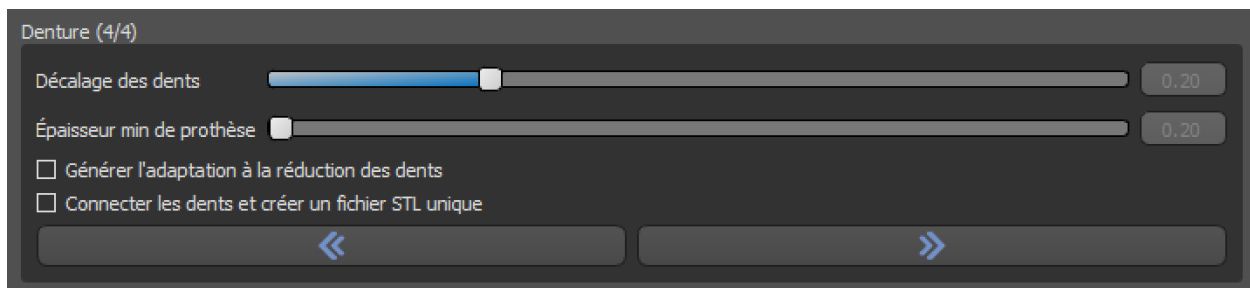 Denture (4/4)
Décalage des dents 0.20
Épaisseur min de prothèse 0.20
Générer l'adaptation à la réduction des dents
Connecter les dents et créer un fichier STL unique